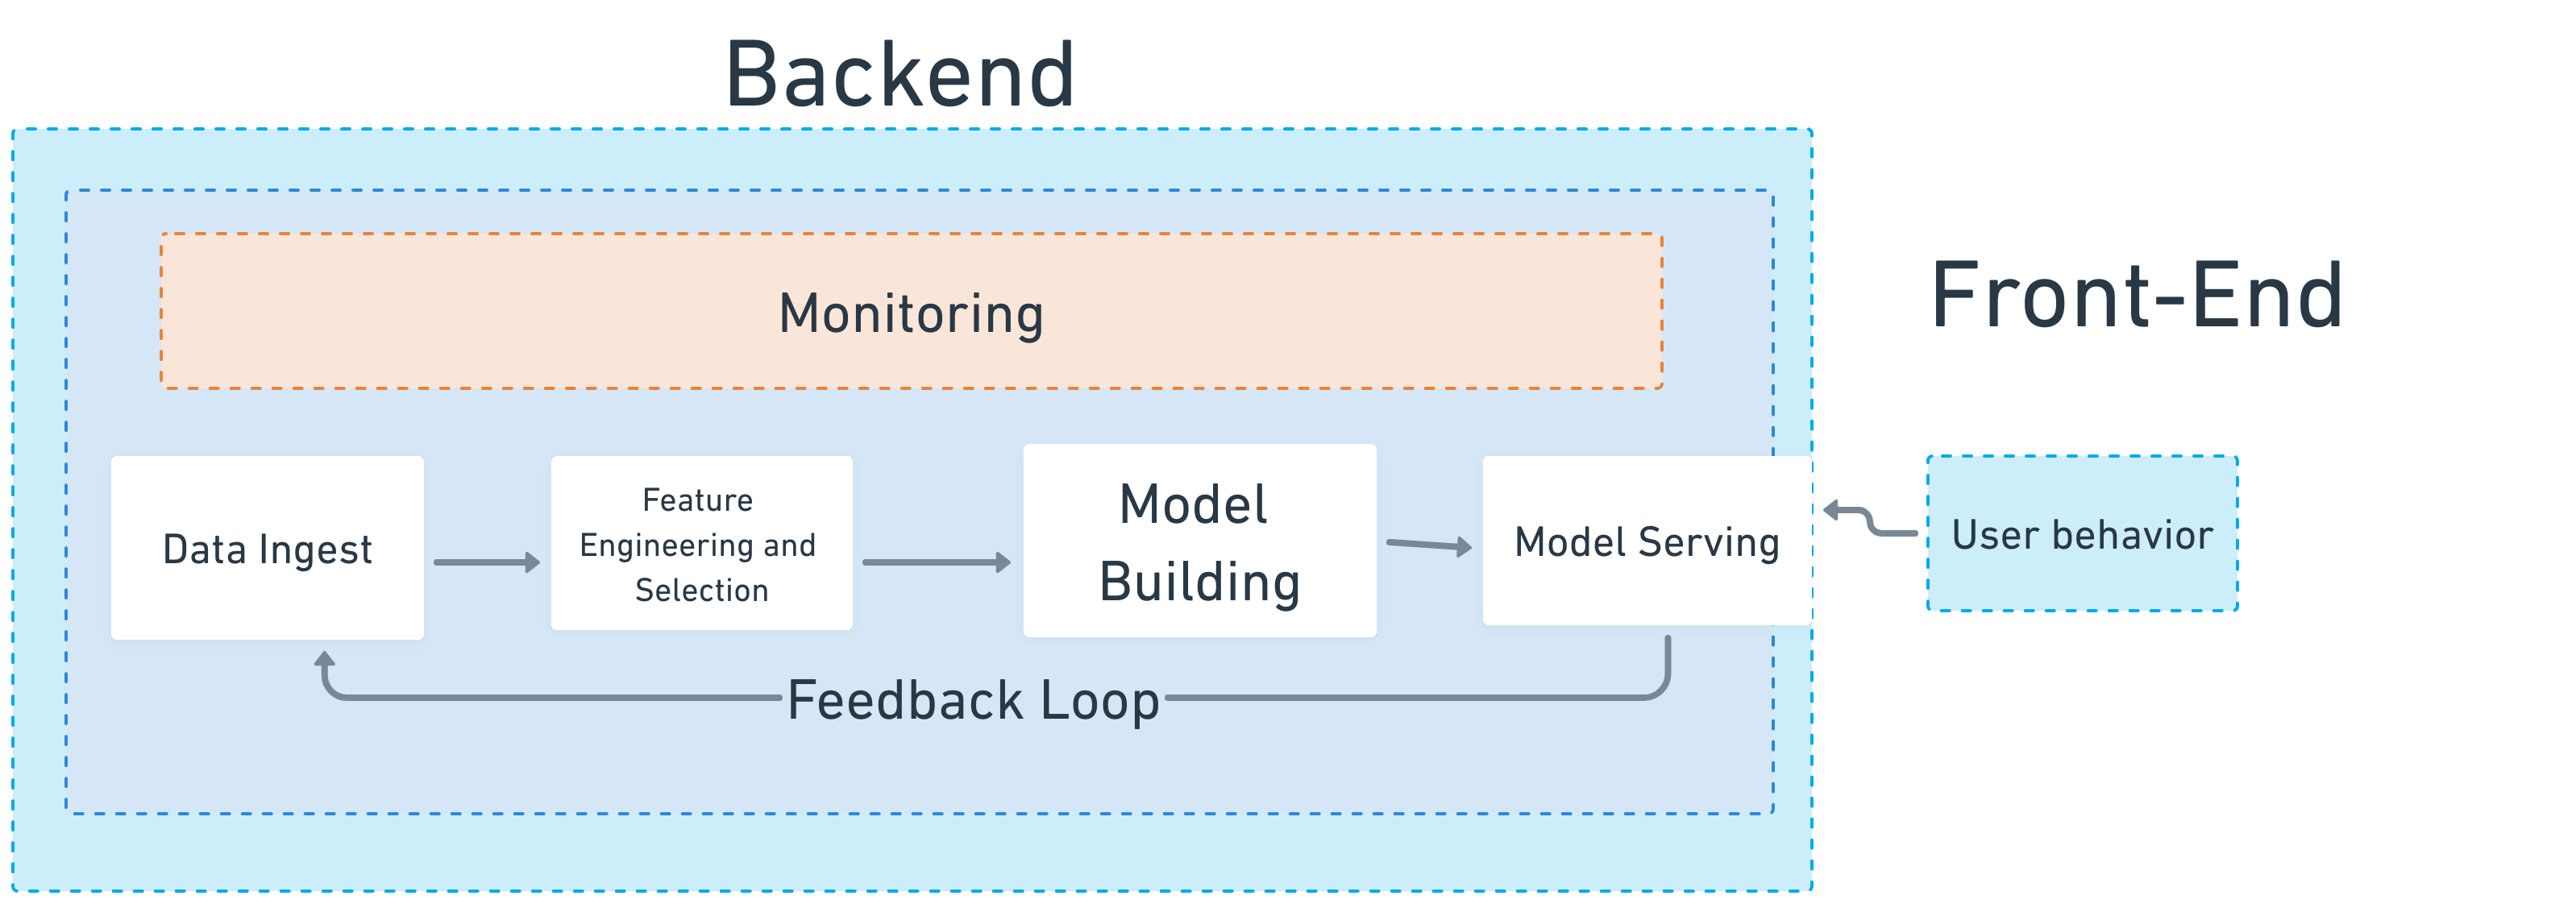 Backend
Front-End
Monitoring
Data Ingest
Feature
Engineering and
Selection
Model
Building
Model Serving
User behavior
Feedback Loop